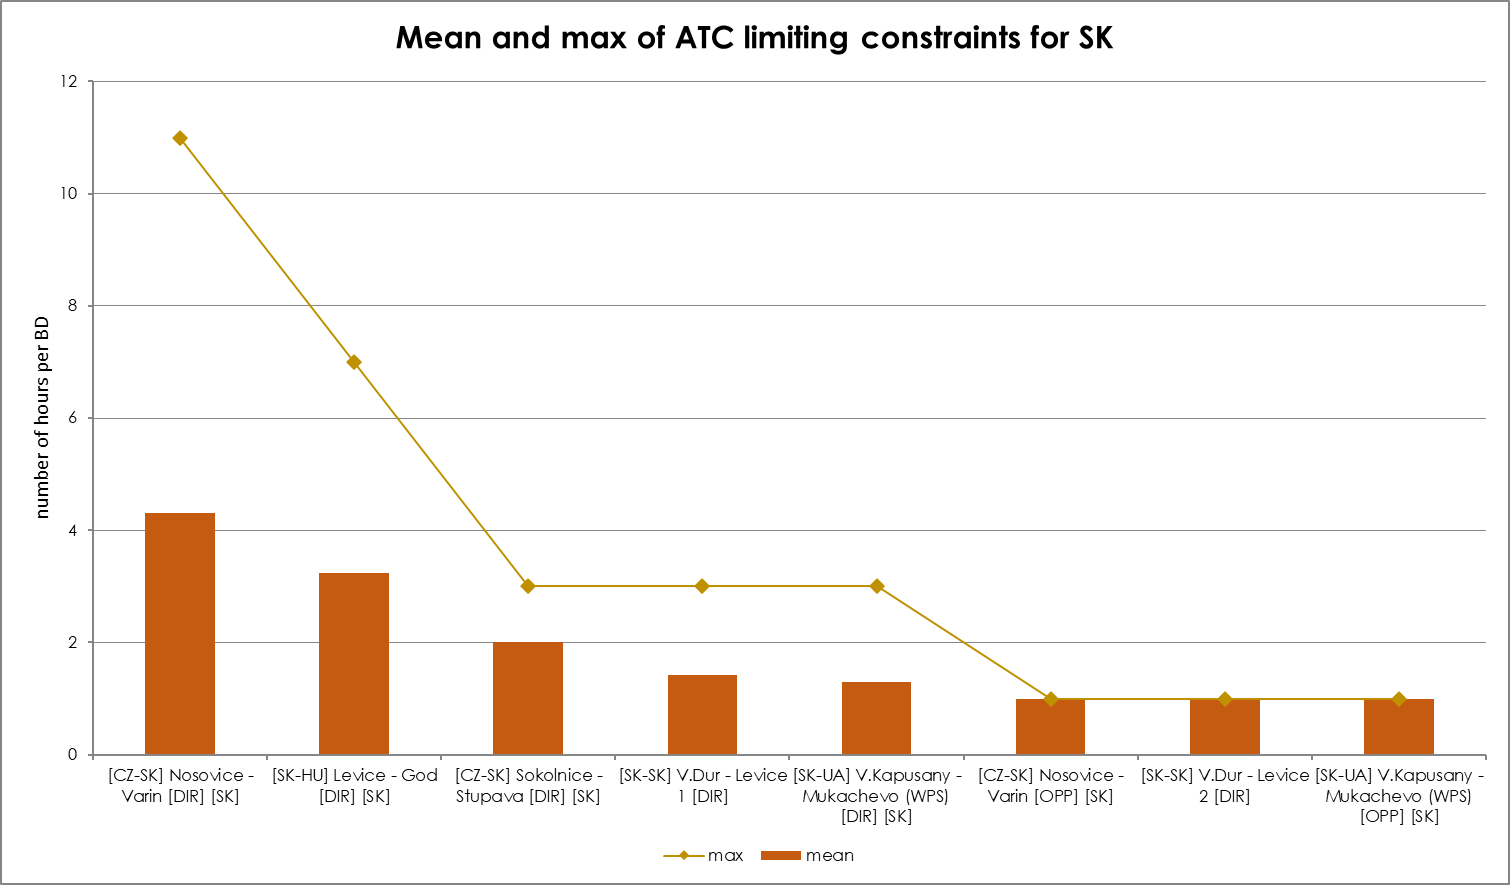 Mean and max of ATC limiting constraints for SK
number of hours per BD
12
10
8
6
4
2
0
[CZ-SK] Nosovice -
Varin [DIR] [SK]
[SK-HU] Levice - God
[DIR] [SK]
[CZ-SK] Sokolnice -
Stupava [DIR] [SK]
[SK-SK] V.Dur - Levice
1 [DIR]
[SK-UA] V.Kapusany -
Mukachevo (WPS)
[DIR] [SK]
[CZ-SK] Nosovice -
Varin [OPP] [SK]
[SK-SK] V.Dur - Levice
2 [DIR]
[SK-UA] V.Kapusany -
Mukachevo (WPS)
[OPP] [SK]
max
mean